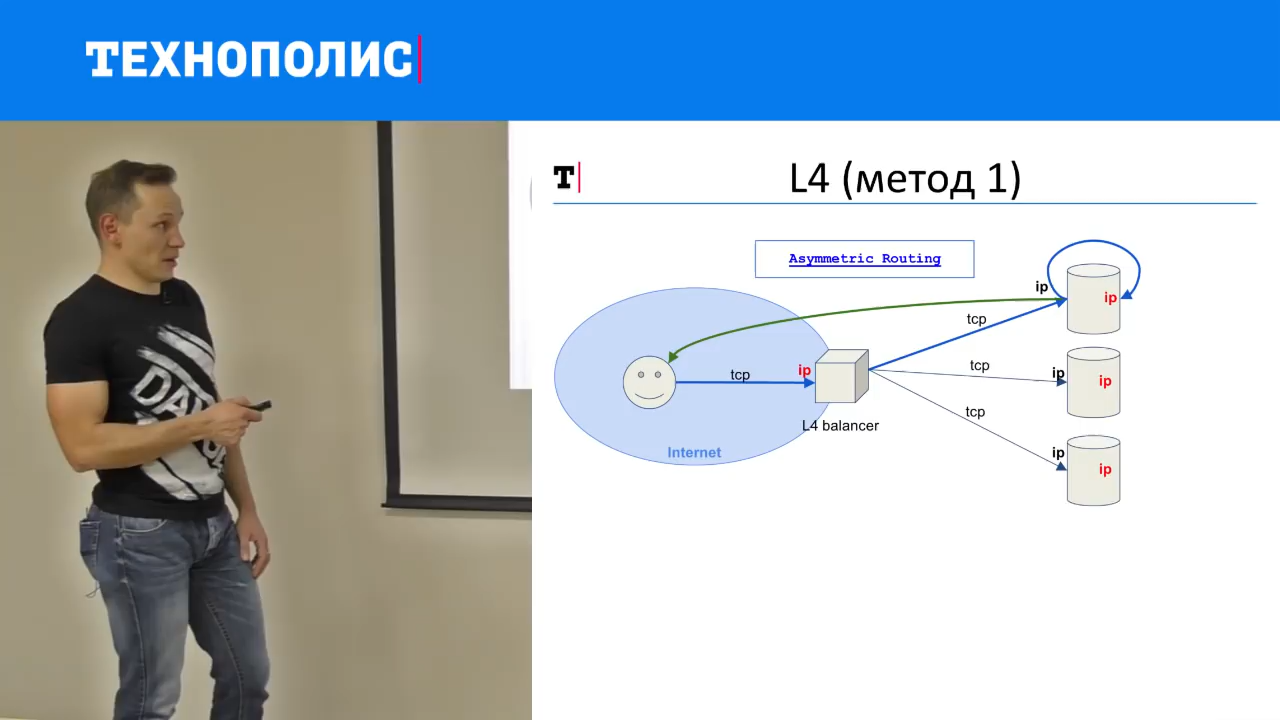 ТЕХНОПОЛИС
Т
L4 (метод 1)
Asymmetric Routing
ip
ip
tcp
tcp
ip
tcp
ip
ip
tcp
L4 balancer
Internet
ip
ip